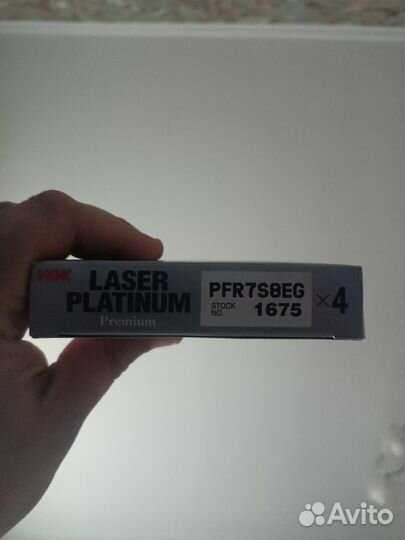 NGK
LASER
PLATINUM
Premium
PFR7S8EG
STOCK NO. 1675
×4
Avito